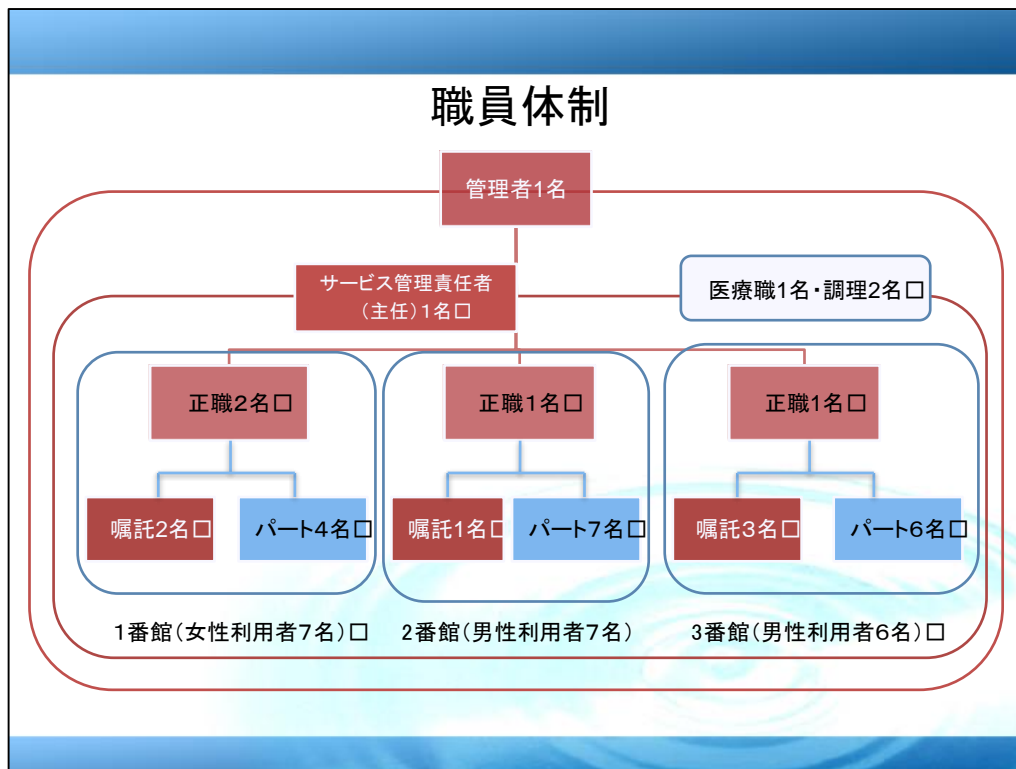 職員体制
管理者1名
サービス管理責任者
（主任）1名□
医療職1名・調理2名□
正職2名□
正職1名□
正職1名□
嘱託2名□
パート4名□
嘱託1名□
パート7名□
嘱託3名□
パート6名□
1番館（女性利用者7名）□
2番館（男性利用者7名）
3番館（男性利用者6名）□